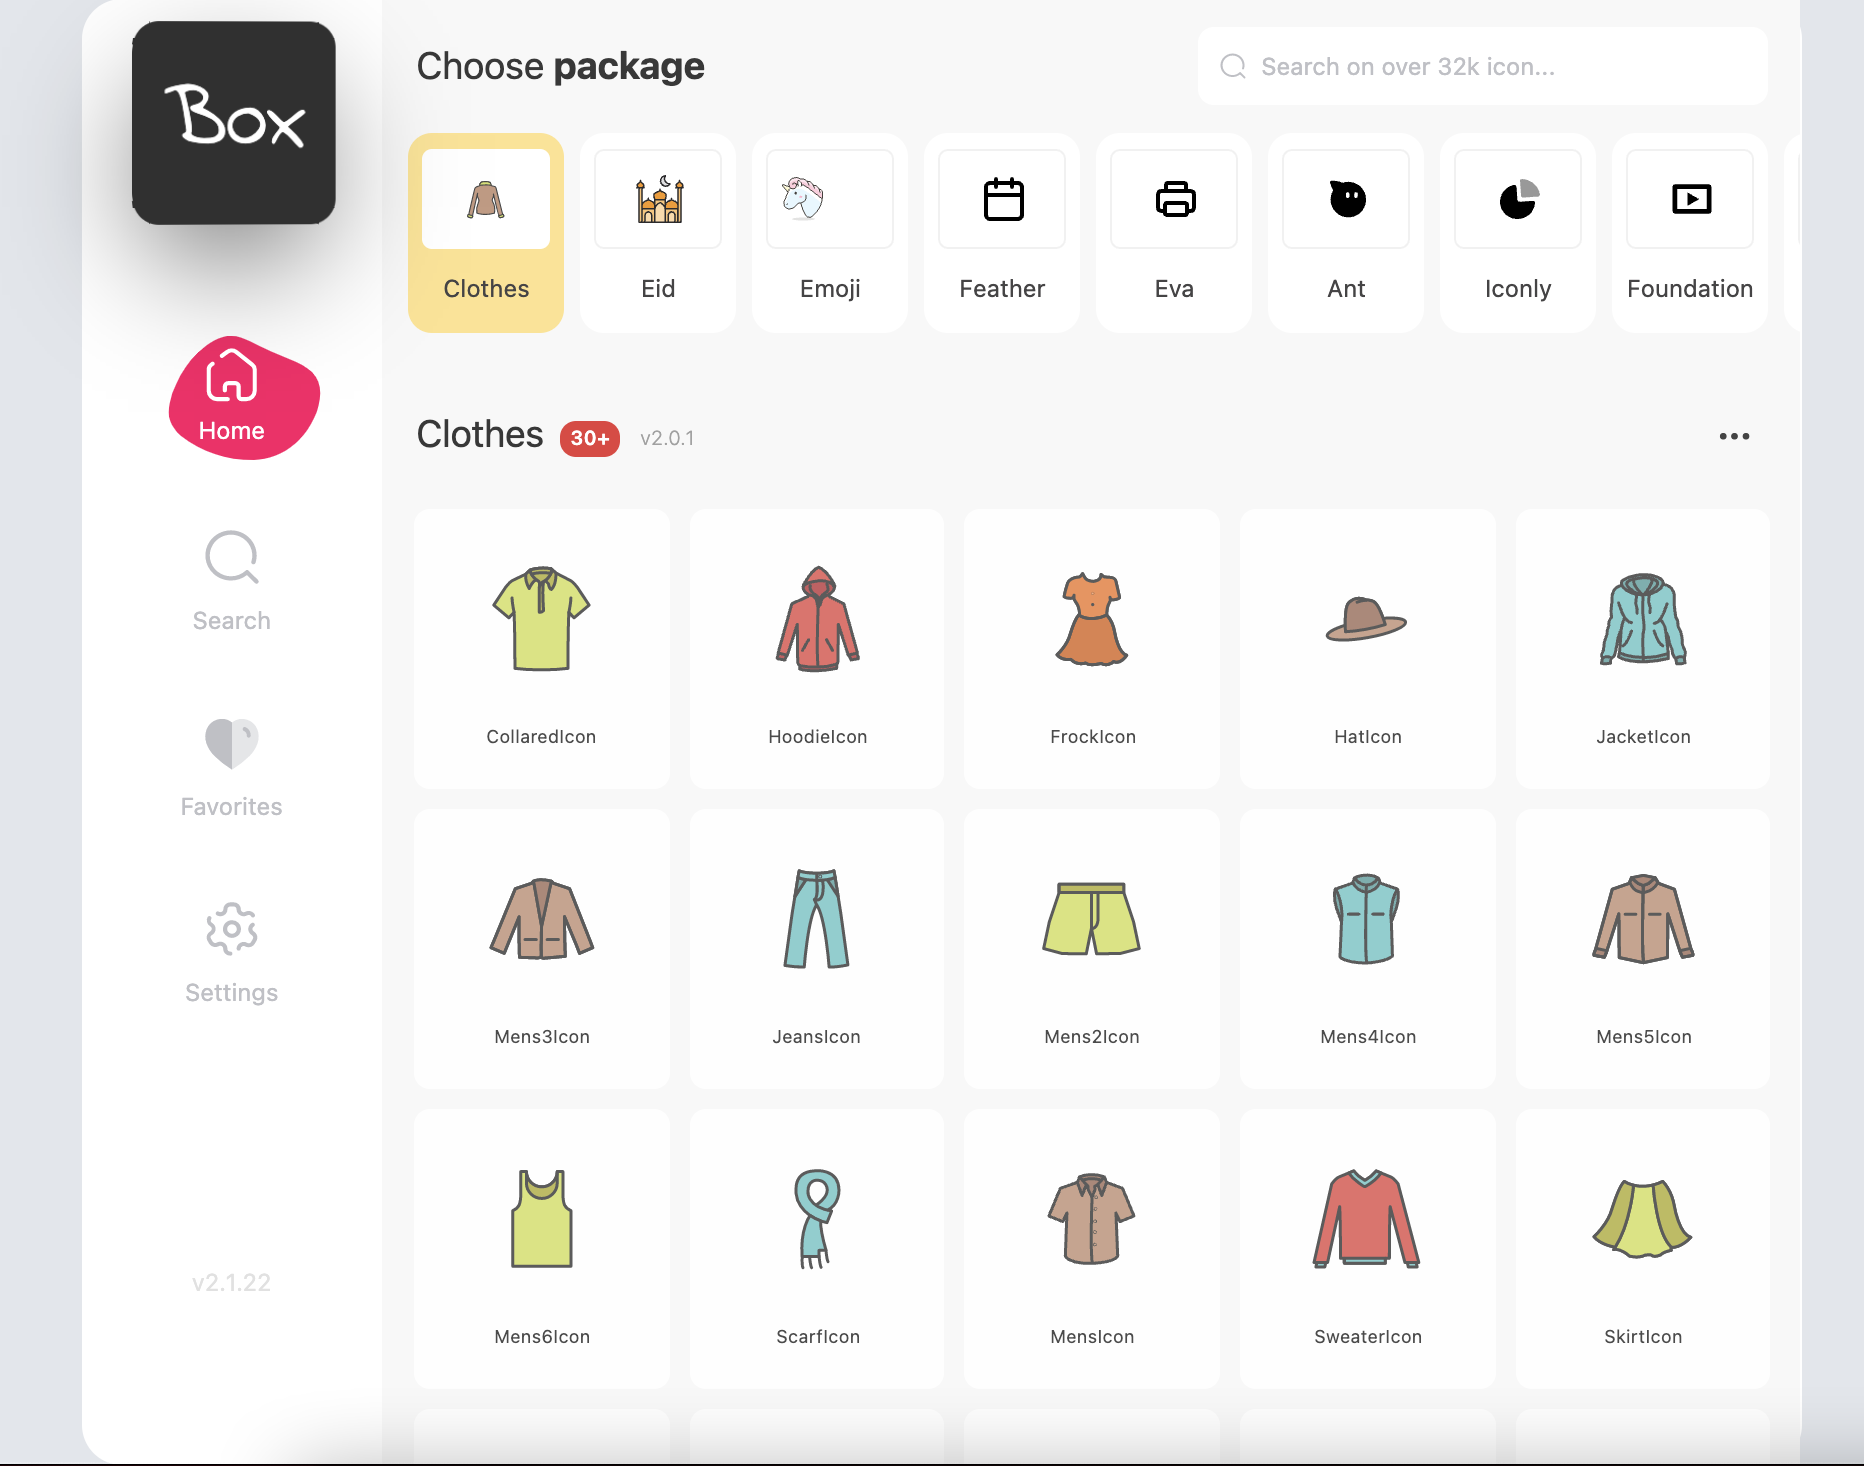 Box
Home
Search
Favorites
Settings
v2.1.22
Choose package
Search on over 32k icon...
Clothes
Eid
Emoji
Feather
Eva
Ant
Iconly
Foundation
Clothes 30+ v2.0.1
CollaredIcon
HoodieIcon
FrockIcon
HatIcon
JacketIcon
Mens3Icon
JeansIcon
Mens2Icon
Mens4Icon
Mens5Icon
Mens6Icon
ScarfIcon
MensIcon
SweaterIcon
SkirtIcon